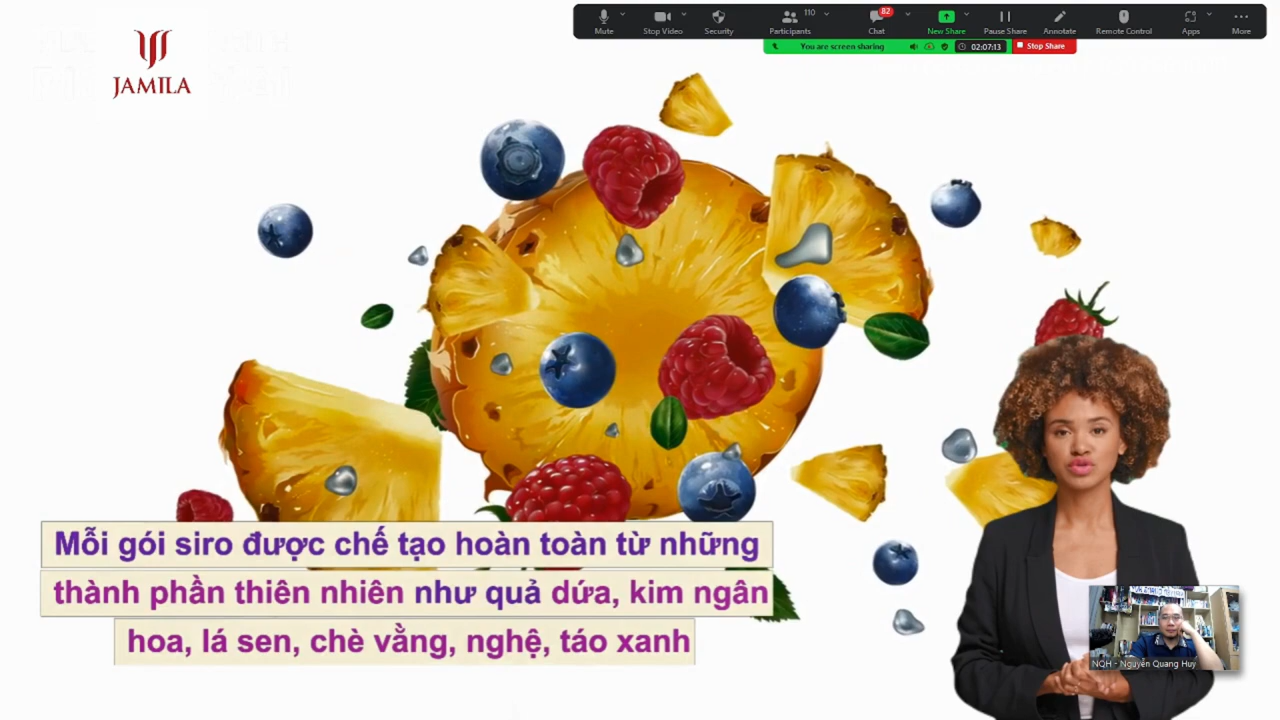 JAMILA
Mute
Stop Video
Security
Participants
110
Chat
82
New Share
Pause Share
Annotate
Remote Control
Apps
More
You are screen sharing
02:07:13
Stop Share
Mỗi gói siro được chế tạo hoàn toàn từ những
thành phần thiên nhiên như quả dứa, kim ngân
hoa, lá sen, chè vằng, nghệ, táo xanh
NQH - Nguyễn Quang Huy